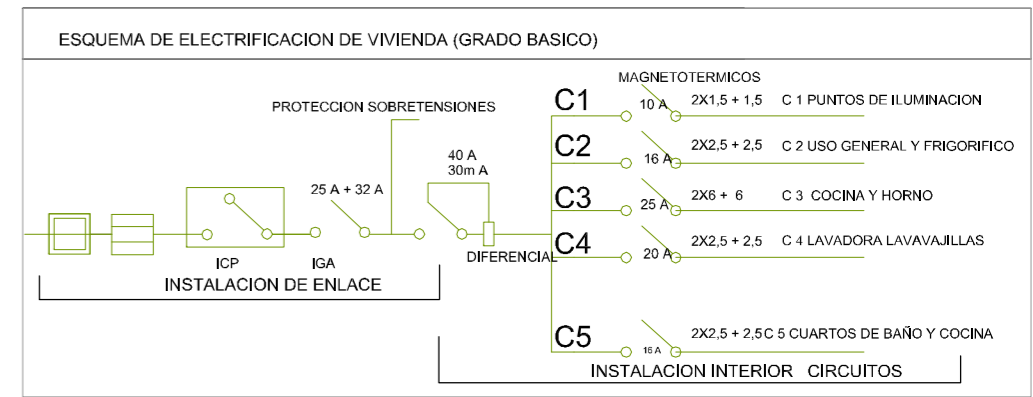 ESQUEMA DE ELECTRIFICACION DE VIVIENDA (GRADO BASICO)
MAGNETOTERMICOS
PROTECCION SOBRETENSIONES
C1 10 A 2X1,5 + 1,5 C 1 PUNTOS DE ILUMINACION
C2 16 A 2X2,5 + 2,5 C 2 USO GENERAL Y FRIGORIFICO
40 A
30m A
25 A + 32 A
C3 25 A 2X6 + 6 C 3 COCINA Y HORNO
C4 20 A 2X2,5 + 2,5 C 4 LAVADORA LAVAVAJILLAS
DIFERENCIAL
ICP IGA
INSTALACION DE ENLACE
C5 16 A 2X2,5 + 2,5 C 5 CUARTOS DE BAÑO Y COCINA
INSTALACION INTERIOR CIRCUITOS